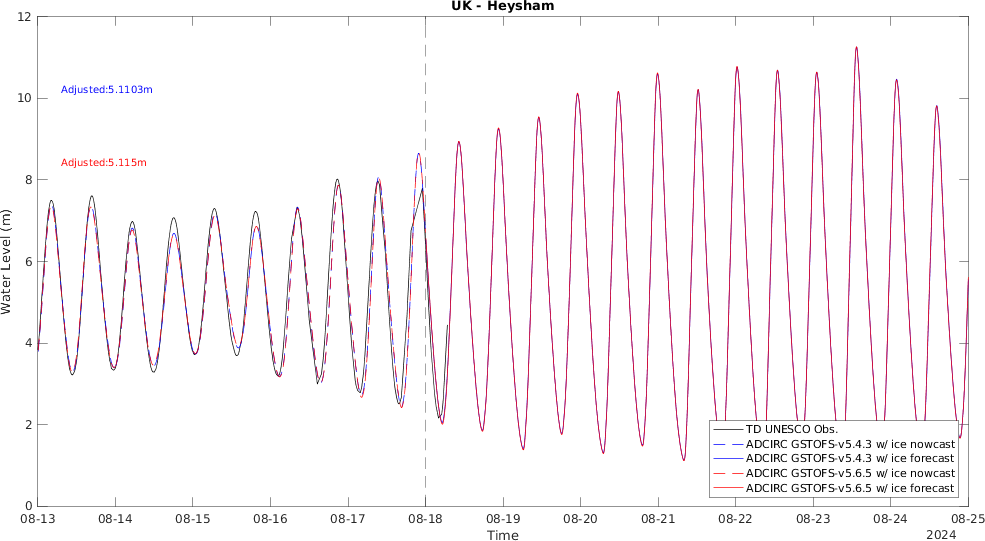 UK - Heysham
12
10
8
6
4
2
0
Water Level (m)
Adjusted:5.1103m
Adjusted:5.115m
TD UNESCO Obs.
ADCIRC GSTOFS-v5.4.3 w/ ice nowcast
ADCIRC GSTOFS-v5.4.3 w/ ice forecast
ADCIRC GSTOFS-v5.6.5 w/ ice nowcast
ADCIRC GSTOFS-v5.6.5 w/ ice forecast
08-13 08-14 08-15 08-16 08-17 08-18 08-19 08-20 08-21 08-22 08-23 08-24 08-25
Time
2024